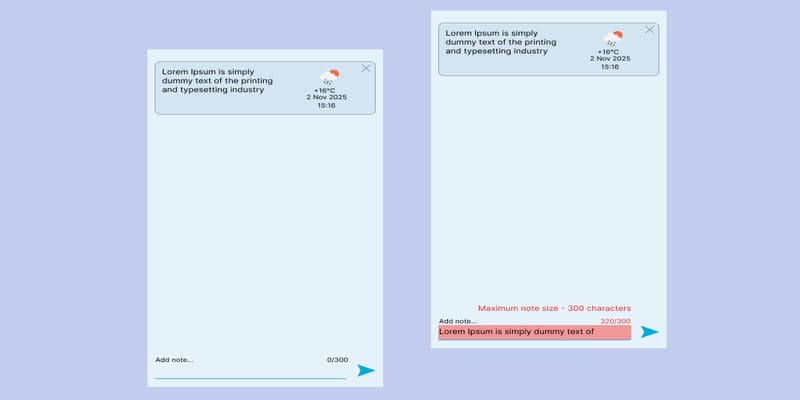 Lorem Ipsum is simply
dummy text of the printing
and typesetting industry
+16°C
2 Nov 2025
15:16
Add note...
0/300
Lorem Ipsum is simply
dummy text of the printing
and typesetting industry
+16°C
2 Nov 2025
15:16
Maximum note size - 300 characters
Add note...
320/300
Lorem Ipsum is simply dummy text of